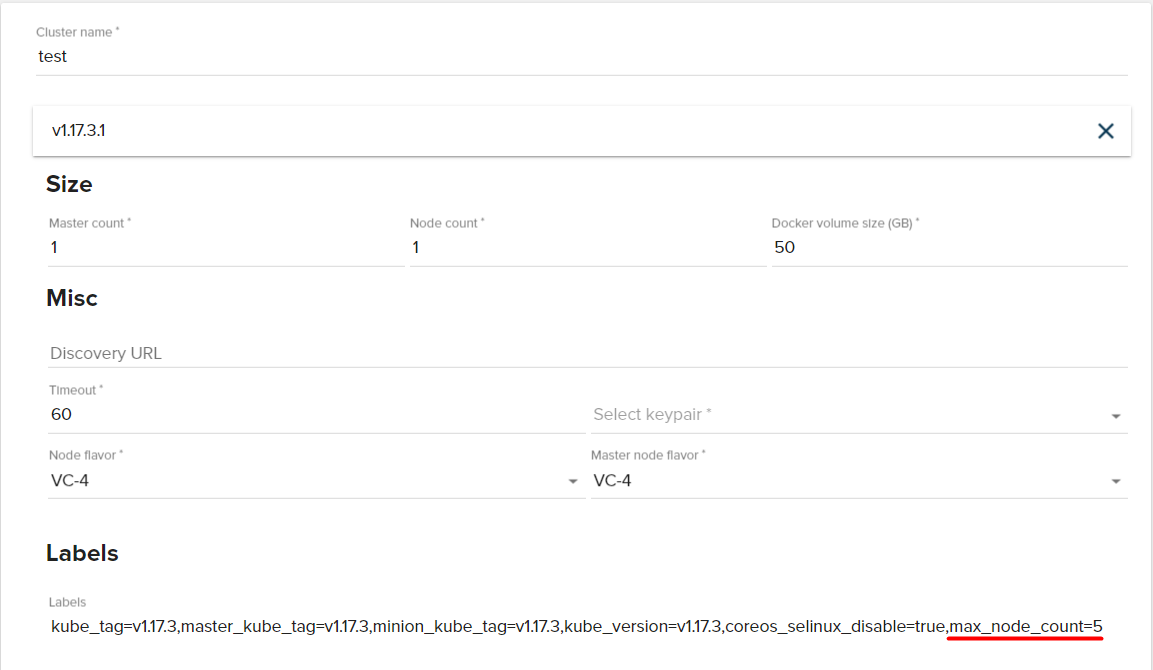 Cluster name *
test
v1.17.3.1
Size
Master count * Node count * Docker volume size (GB) *
1 1 50
Misc
Discovery URL
Timeout *
60 Select keypair *
Node flavor * Master node flavor *
VC-4 VC-4
Labels
Labels
kube_tag=v1.17.3,master_kube_tag=v1.17.3,minion_kube_tag=v1.17.3,kube_version=v1.17.3,coreos_selinux_disable=true,max_node_count=5